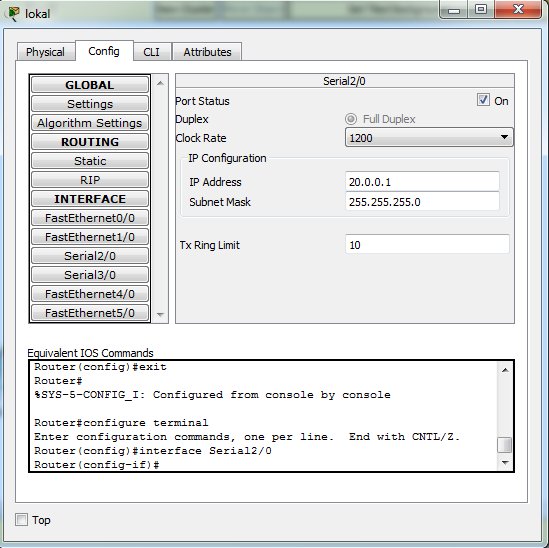 lokal
Physical Config CLI Attributes
GLOBAL
Settings
Algorithm Settings
ROUTING
Static
RIP
INTERFACE
FastEthernet0/0
FastEthernet1/0
Serial2/0
Serial3/0
FastEthernet4/0
FastEthernet5/0
Serial2/0
Port Status On
Duplex Full Duplex
Clock Rate 1200
IP Configuration
IP Address 20.0.0.1
Subnet Mask 255.255.255.0
Tx Ring Limit 10
Equivalent IOS Commands
Router(config)#exit
Router#
%SYS-5-CONFIG_I: Configured from console by console
Router#configure terminal
Enter configuration commands, one per line.  End with CNTL/Z.
Router(config)#interface Serial2/0
Router(config-if)#
Top